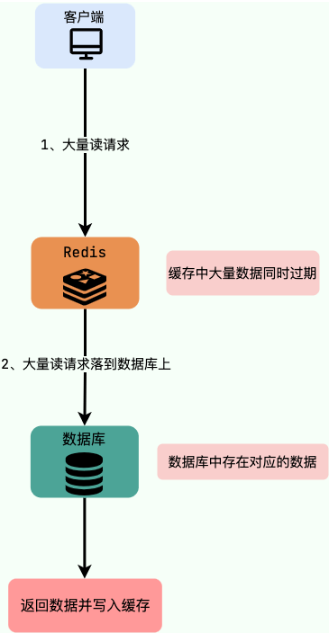 客户端
1、大量读请求
Redis
缓存中大量数据同时过期
2、大量读请求落到数据库上
数据库
数据库中存在对应的数据
返回数据并写入缓存